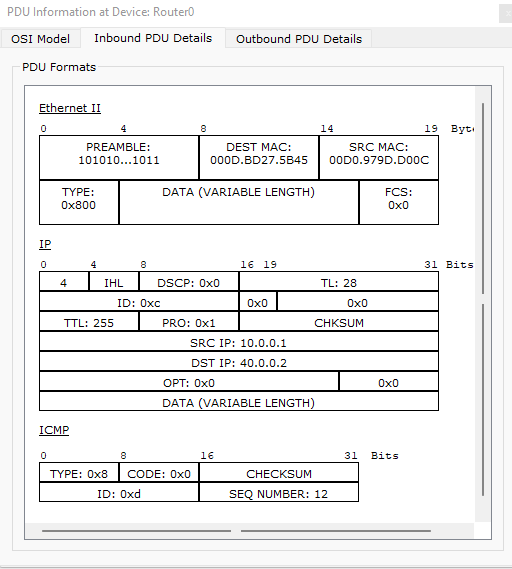 PDU Information at Device: Router0
OSI Model Inbound PDU Details Outbound PDU Details
PDU Formats
Ethernet II
0 4 8 14 19 Byte
PREAMBLE: DEST MAC: SRC MAC:
101010...1011 000D.BD27.5B45 00D0.979D.D00C
TYPE: DATA (VARIABLE LENGTH) FCS:
0x800 0x0
IP
0 4 8 16 19 31 Bits
4 IHL DSCP: 0x0 TL: 28
ID: 0xc 0x0 0x0
TTL: 255 PRO: 0x1 CHKSUM
SRC IP: 10.0.0.1
DST IP: 40.0.0.2
OPT: 0x0 0x0
DATA (VARIABLE LENGTH)
ICMP
0 8 16 31 Bits
TYPE: 0x8 CODE: 0x0 CHECKSUM
ID: 0xd SEQ NUMBER: 12